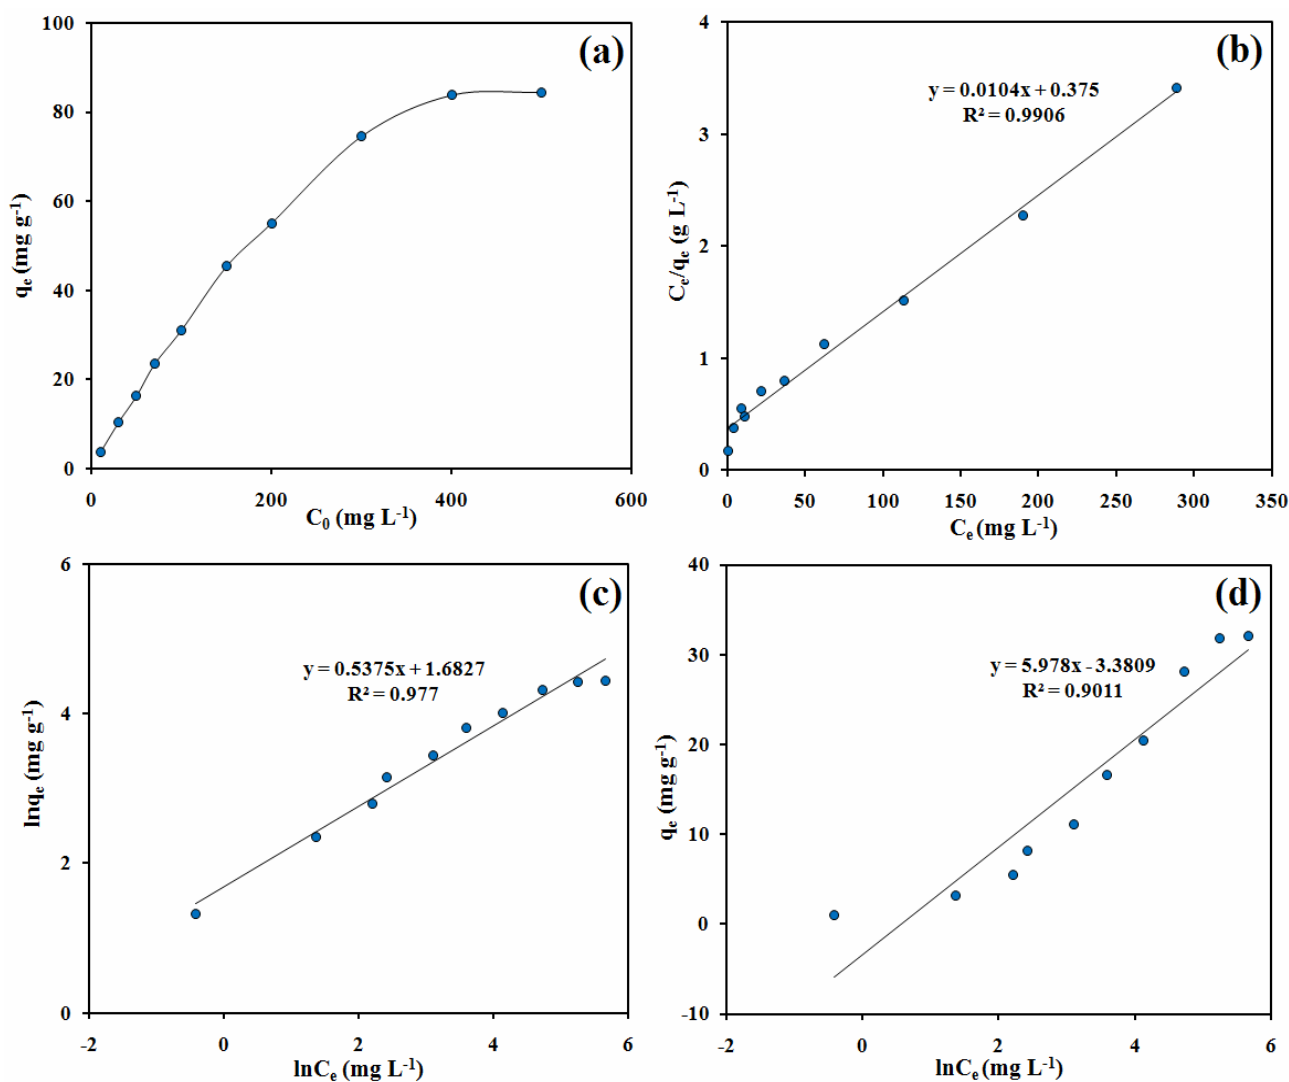 (a)
100
80
60
40
20
0
qₑ (mg g⁻¹)
0 200 400 600
C₀ (mg L⁻¹)
(b)
y = 0.0104x + 0.375
R² = 0.9906
4
3
2
1
0
Cₑ/qₑ (g L⁻¹)
0 50 100 150 200 250 300 350
Cₑ (mg L⁻¹)
(c)
y = 0.5375x + 1.6827
R² = 0.977
6
4
2
0
lnqₑ (mg g⁻¹)
-2 0 2 4 6
lnCₑ (mg L⁻¹)
(d)
y = 5.978x - 3.3809
R² = 0.9011
40
30
20
10
0
-10
qₑ (mg g⁻¹)
-2 0 2 4 6
lnCₑ (mg L⁻¹)